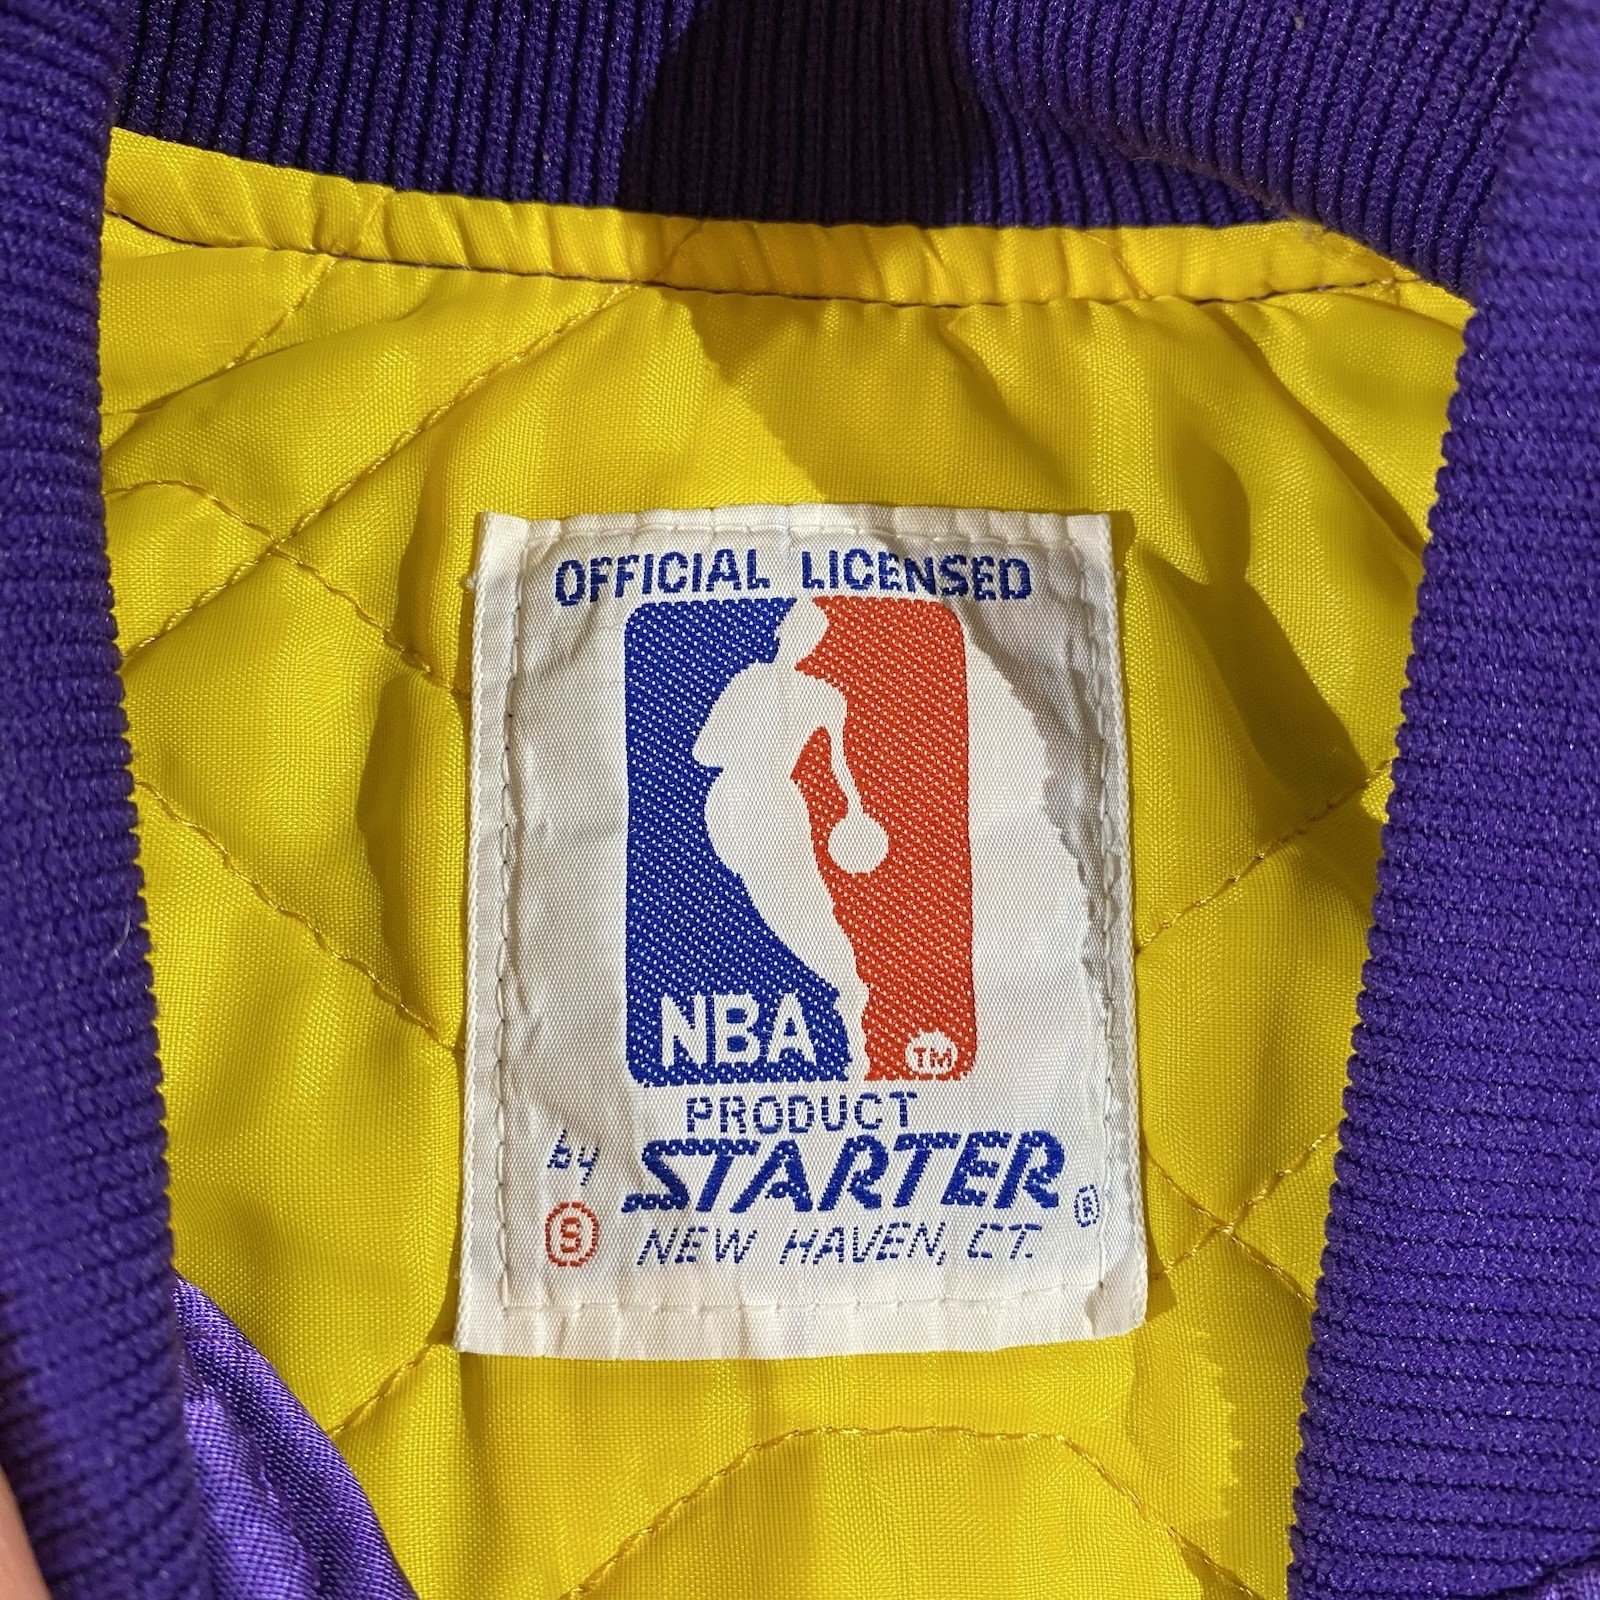 OFFICIAL LICENSED
NBA
TM
PRODUCT
by STARTER ®
S NEW HAVEN, CT.